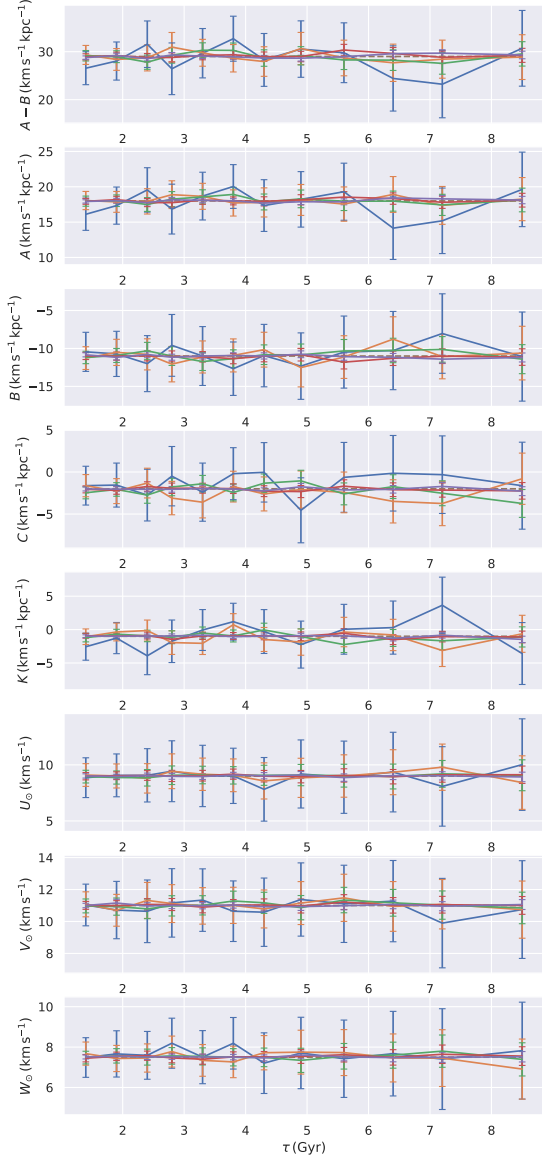 A − B (km s⁻¹ kpc⁻¹)
30
20
2 3 4 5 6 7 8
A (km s⁻¹ kpc⁻¹)
25
20
15
10
2 3 4 5 6 7 8
B (km s⁻¹ kpc⁻¹)
−5
−10
−15
2 3 4 5 6 7 8
C (km s⁻¹ kpc⁻¹)
5
0
−5
2 3 4 5 6 7 8
K (km s⁻¹ kpc⁻¹)
5
0
−5
2 3 4 5 6 7 8
U⊙ (km s⁻¹)
10
5
2 3 4 5 6 7 8
V⊙ (km s⁻¹)
14
12
10
8
2 3 4 5 6 7 8
W⊙ (km s⁻¹)
10
8
6
2 3 4 5 6 7 8
τ (Gyr)